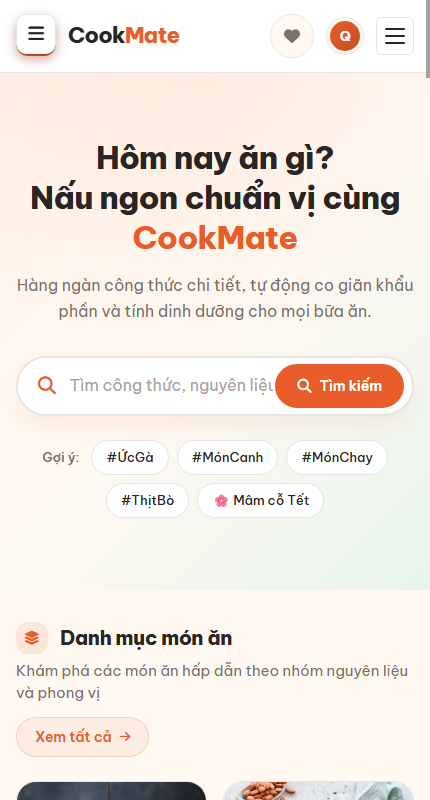 CookMate
Q
Hôm nay ăn gì?
Nấu ngon chuẩn vị cùng
CookMate
Hàng ngàn công thức chi tiết, tự động co giãn khẩu
phần và tính dinh dưỡng cho mọi bữa ăn.
Tìm công thức, nguyên liệu
Tìm kiếm
Gợi ý:
#ỨcGà
#MónCanh
#MónChay
#ThịtBò
🌸 Mâm cỗ Tết
Danh mục món ăn
Khám phá các món ăn hấp dẫn theo nhóm nguyên liệu
và phong vị
Xem tất cả →